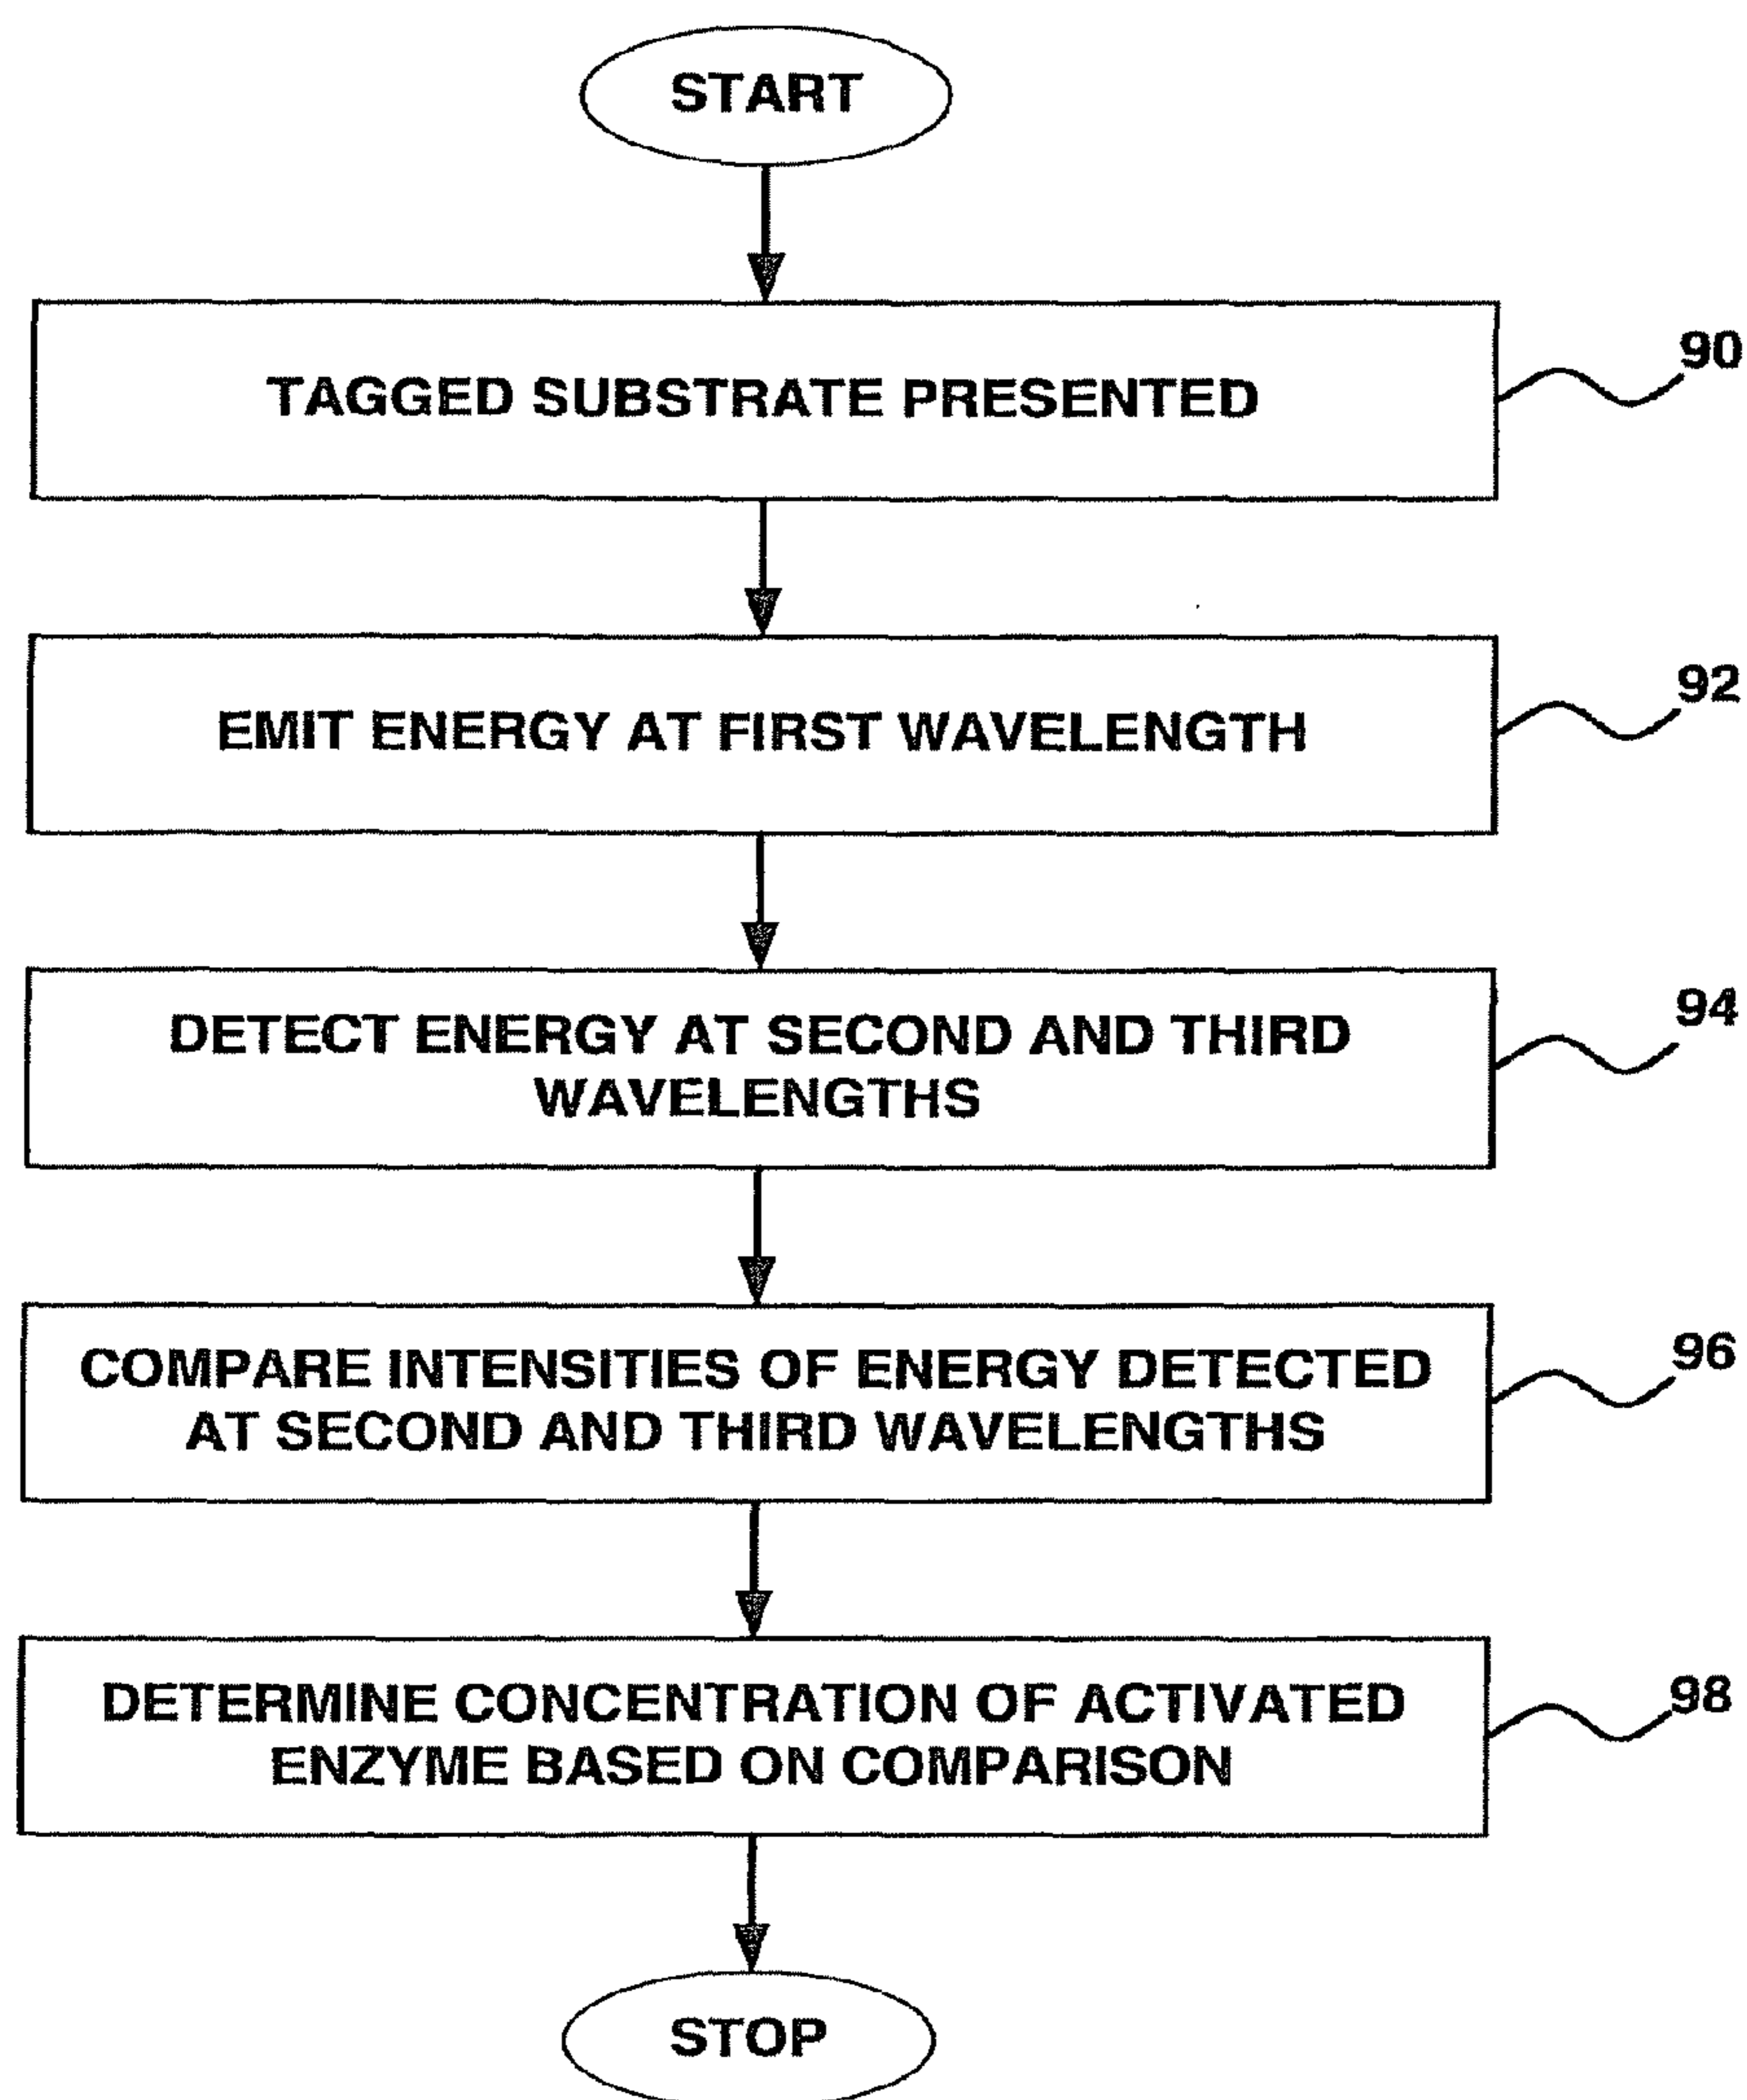 START
TAGGED SUBSTRATE PRESENTED
90
EMIT ENERGY AT FIRST WAVELENGTH
92
DETECT ENERGY AT SECOND AND THIRD
WAVELENGTHS
94
COMPARE INTENSITIES OF ENERGY DETECTED
AT SECOND AND THIRD WAVELENGTHS
96
DETERMINE CONCENTRATION OF ACTIVATED
ENZYME BASED ON COMPARISON
98
STOP